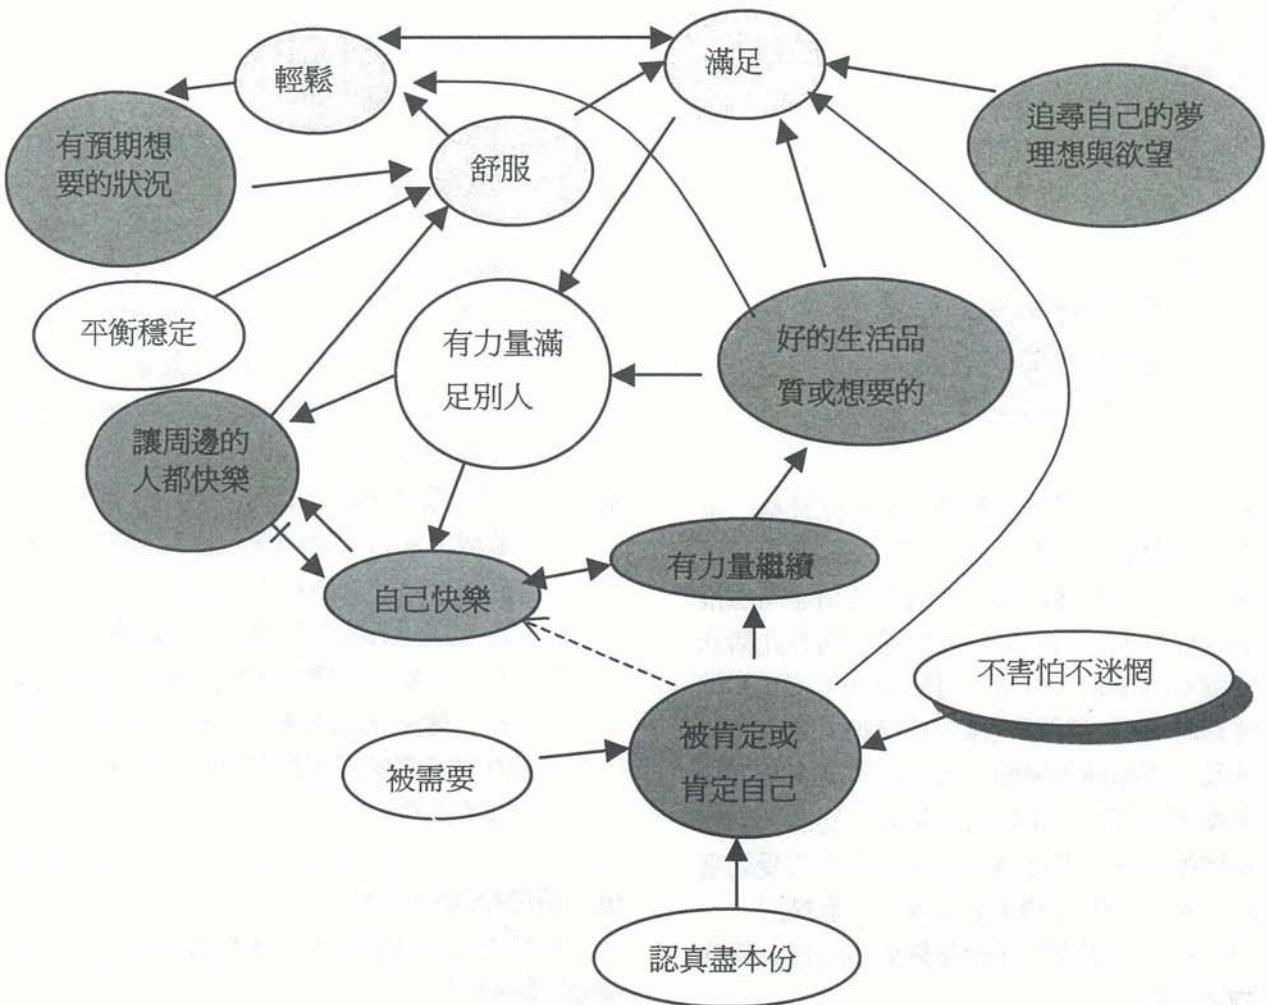 輕鬆
滿足
有預期想
要的狀況
追尋自己的夢
理想與欲望
舒服
平衡穩定
有力量滿
足別人
好的生活品
質或想要的
讓周邊的
人都快樂
自己快樂
有力量繼續
不害怕不迷惘
被需要
被肯定或
肯定自己
認真盡本份